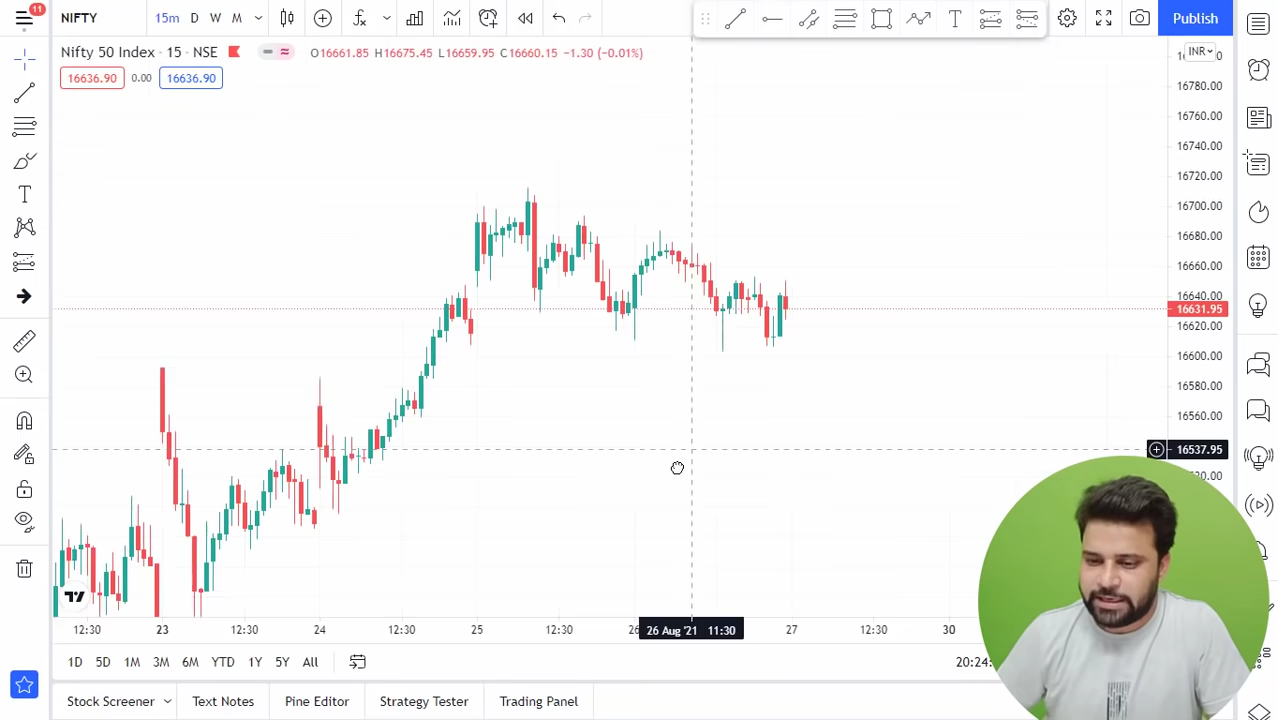 11
NIFTY
15m D W M
Publish
Nifty 50 Index · 15 · NSE
O16661.85 H16675.45 L16659.95 C16660.15 −1.30 (−0.01%)
INR
16636.90 0.00 16636.90
16780.00
16760.00
16740.00
16720.00
16700.00
16680.00
16660.00
16640.00
16631.95
16620.00
16600.00
16580.00
16560.00
16537.95
12:30 23 12:30 24 12:30 25 12:30 26 Aug '21 11:30 27 12:30 30
1D 5D 1M 3M 6M YTD 1Y 5Y All
20:24:
Stock Screener Text Notes Pine Editor Strategy Tester Trading Panel